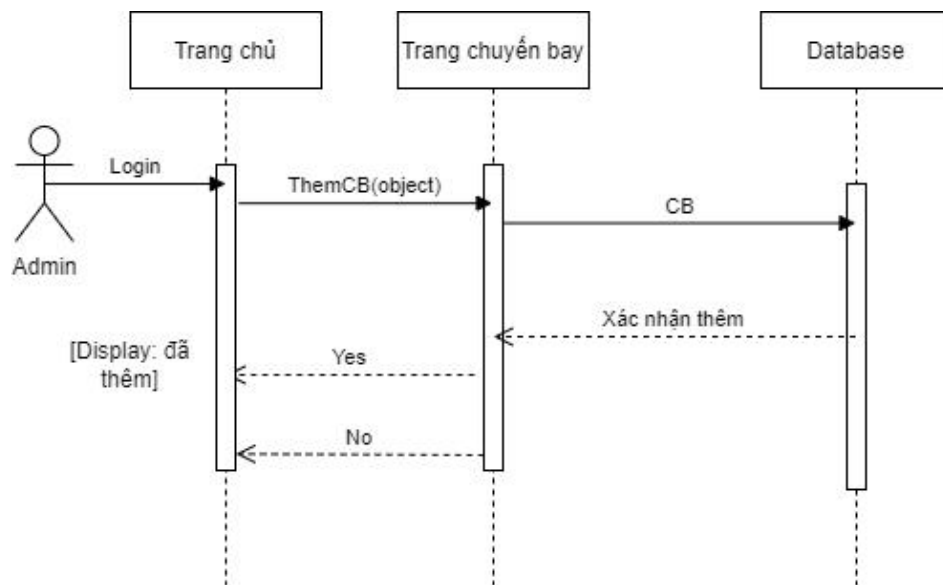 Trang chủ
Trang chuyến bay
Database
Login
ThemCB(object)
CB
Admin
Xác nhận thêm
[Display: đã
thêm]
Yes
No